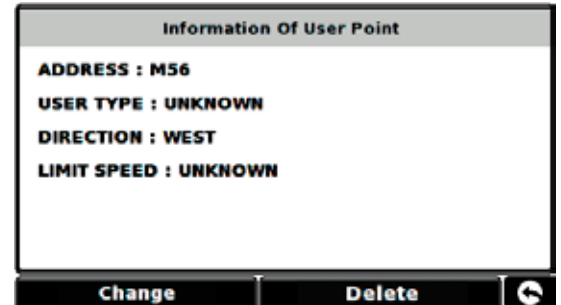 Information Of User Point
ADDRESS : M56
USER TYPE : UNKNOWN
DIRECTION : WEST
LIMIT SPEED : UNKNOWN
Change Delete